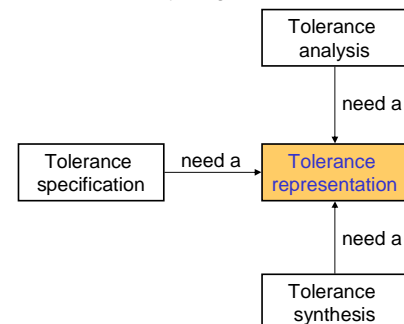 Tolerance
analysis
need a
Tolerance
specification
need a
Tolerance
representation
need a
Tolerance
synthesis